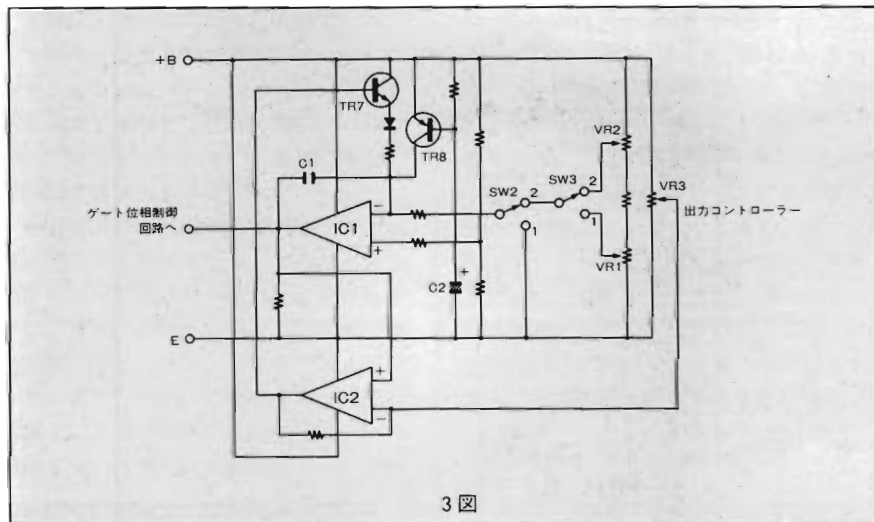 +B
TR7
TR8
C1
VR2
SW2
2
SW3
2
VR3
ゲート位相制御
回路へ
IC1
−
+
1
1
出力コントローラー
VR1
C2
+
E
+
IC2
−
3図